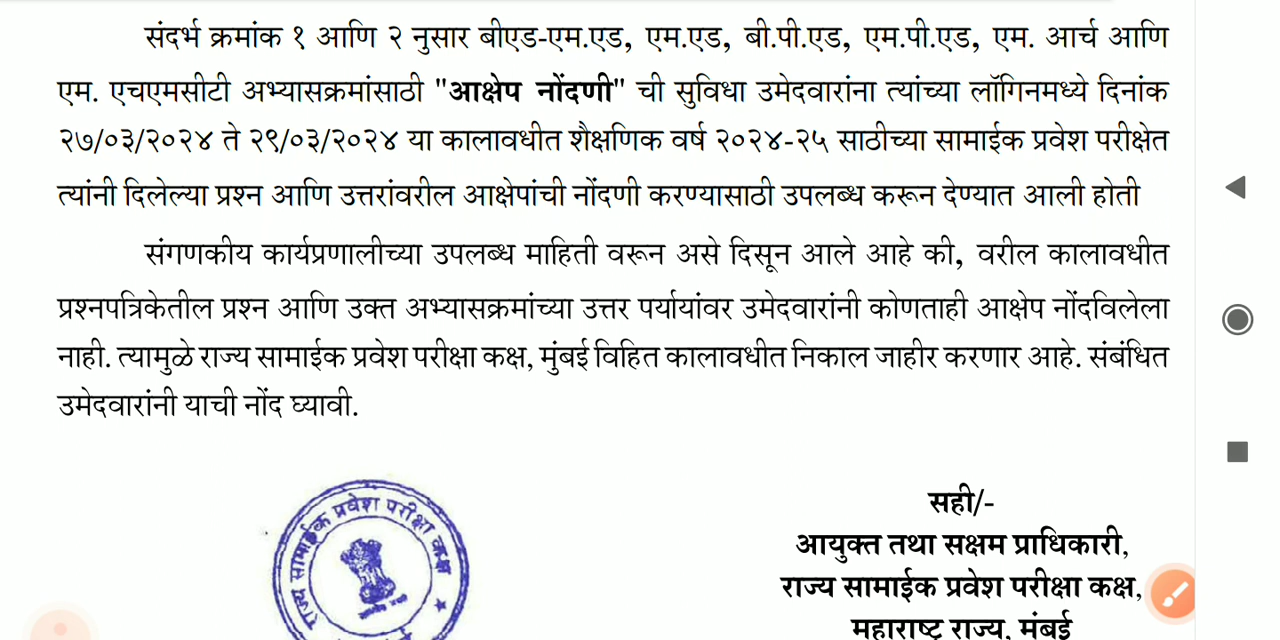 संदर्भ क्रमांक १ आणि २ नुसार बीएड-एम.एड, एम.एड, बी.पी.एड, एम.पी.एड, एम. आर्च आणि
एम. एचएमसीटी अभ्यासक्रमांसाठी "आक्षेप नोंदणी" ची सुविधा उमेदवारांना त्यांच्या लॉगिनमध्ये दिनांक
२७/०३/२०२४ ते २९/०३/२०२४ या कालावधीत शैक्षणिक वर्ष २०२४-२५ साठीच्या सामाईक प्रवेश परीक्षेत
त्यांनी दिलेल्या प्रश्न आणि उत्तरांवरील आक्षेपांची नोंदणी करण्यासाठी उपलब्ध करून देण्यात आली होती
संगणकीय कार्यप्रणालीच्या उपलब्ध माहिती वरून असे दिसून आले आहे की, वरील कालावधीत
प्रश्नपत्रिकेतील प्रश्न आणि उक्त अभ्यासक्रमांच्या उत्तर पर्यायांवर उमेदवारांनी कोणताही आक्षेप नोंदविलेला
नाही. त्यामुळे राज्य सामाईक प्रवेश परीक्षा कक्ष, मुंबई विहित कालावधीत निकाल जाहीर करणार आहे. संबंधित
उमेदवारांनी याची नोंद घ्यावी.
राज्य सामाईक प्रवेश परीक्षा कक्ष
सही/-
आयुक्त तथा सक्षम प्राधिकारी,
राज्य सामाईक प्रवेश परीक्षा कक्ष,
महाराष्ट्र राज्य, मुंबई